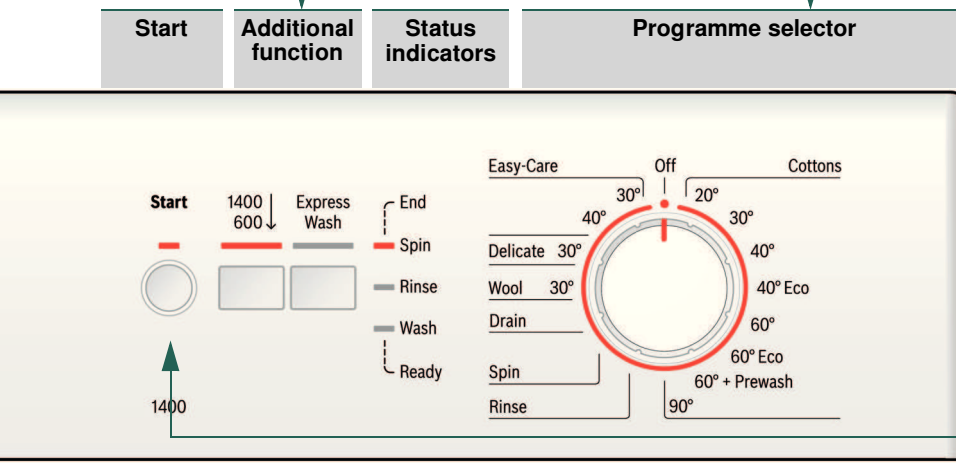 Start
Additional
function
Status
indicators
Programme selector
Start
1400
600
Express
Wash
End
Spin
Rinse
Wash
Ready
1400
Easy-Care
Off
Cottons
30°
40°
Delicate 30°
Wool 30°
Drain
Spin
Rinse
20°
30°
40°
40° Eco
60°
60° Eco
60° + Prewash
90°